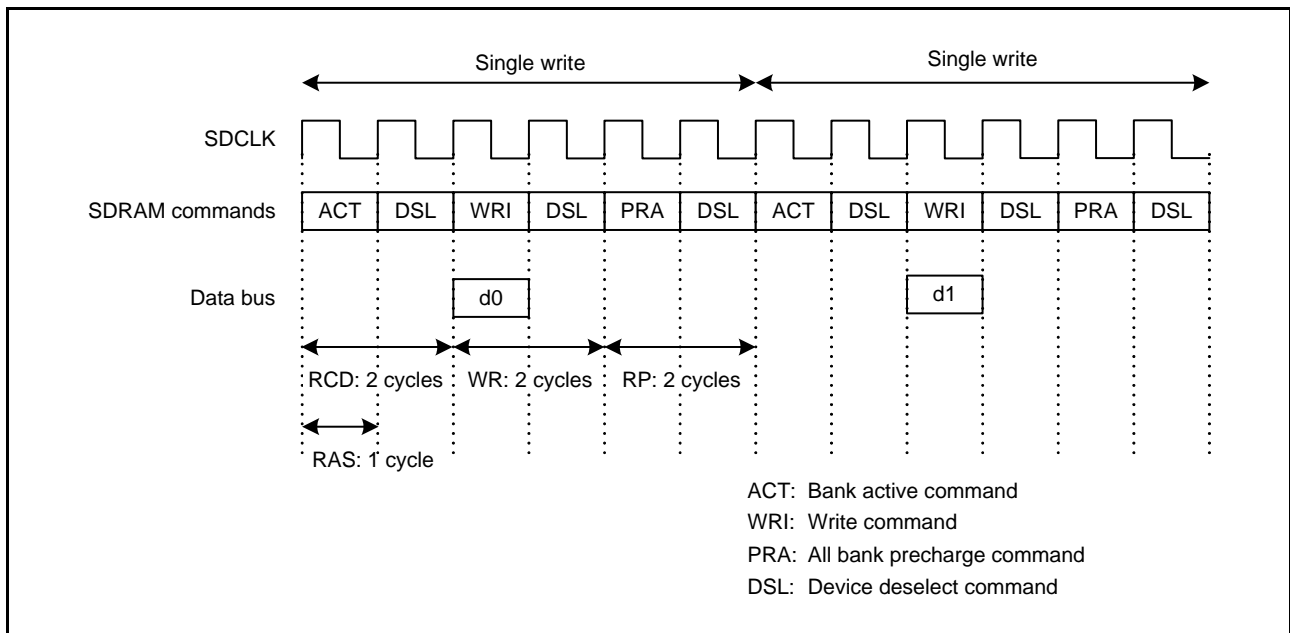 Single write Single write
SDCLK
SDRAM commands ACT DSL WRI DSL PRA DSL ACT DSL WRI DSL PRA DSL
Data bus d0 d1
RCD: 2 cycles WR: 2 cycles RP: 2 cycles
RAS: 1 cycle
ACT: Bank active command
WRI: Write command
PRA: All bank precharge command
DSL: Device deselect command